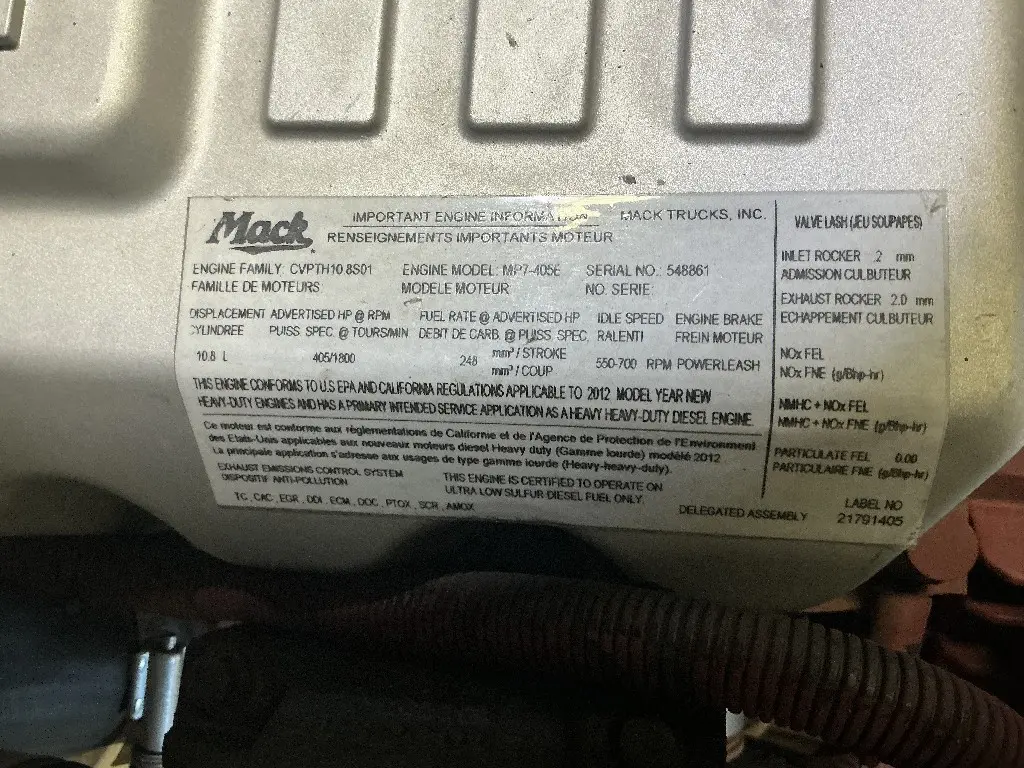 Mack
IMPORTANT ENGINE INFORMATION MACK TRUCKS, INC.
RENSEIGNEMENTS IMPORTANTS MOTEUR
ENGINE FAMILY: CVPTH10.8S01 ENGINE MODEL: MP7-405E SERIAL NO.: 548861
FAMILLE DE MOTEURS: MODELE MOTEUR NO. SERIE:
DISPLACEMENT ADVERTISED HP @ RPM FUEL RATE @ ADVERTISED HP IDLE SPEED ENGINE BRAKE
CYLINDREE PUISS. SPEC. @ TOURS/MIN DEBIT DE CARB. @ PUISS. SPEC. RALENTI FREIN MOTEUR
10.8 L 405/1800 248 mm³ / STROKE 550-700 RPM POWERLEASH
mm³ / COUP
THIS ENGINE CONFORMS TO U.S EPA AND CALIFORNIA REGULATIONS APPLICABLE TO 2012 MODEL YEAR NEW
HEAVY-DUTY ENGINES AND HAS A PRIMARY INTENDED SERVICE APPLICATION AS A HEAVY HEAVY-DUTY DIESEL ENGINE.
Ce moteur est conforme aux réglementations de Californie et de l'Agence de Protection de l'Environment
des Etats-Unis applicables aux nouveaux moteurs diesel Heavy duty (Gamme lourde) modélé 2012
La principale application s'adresse aux usages de type gamme lourde (Heavy-heavy-duty).
EXHAUST EMISSIONS CONTROL SYSTEM THIS ENGINE IS CERTIFIED TO OPERATE ON
DISPOSITIF ANTI-POLLUTION ULTRA LOW SULFUR DIESEL FUEL ONLY.
TC , CAC , EGR , DDI , ECM , DOC , PTOX , SCR , AMOX
DELEGATED ASSEMBLY
VALVE LASH (JEU SOUPAPES)
INLET ROCKER .2 mm
ADMISSION CULBUTEUR
EXHAUST ROCKER 2.0 mm
ECHAPPEMENT CULBUTEUR
NOx FEL
NOx FNE (g/Bhp-hr)
NMHC + NOx FEL
NMHC + NOx FNE (g/Bhp-hr)
PARTICULATE FEL 0.00
PARTICULAIRE FNE (g/Bhp-hr)
LABEL NO
21791405